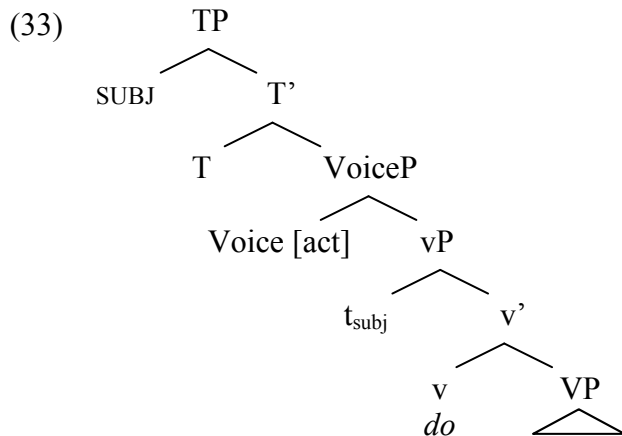 (33) TP
SUBJ T’
T VoiceP
Voice [act] vP
tsubj v’
v VP
do